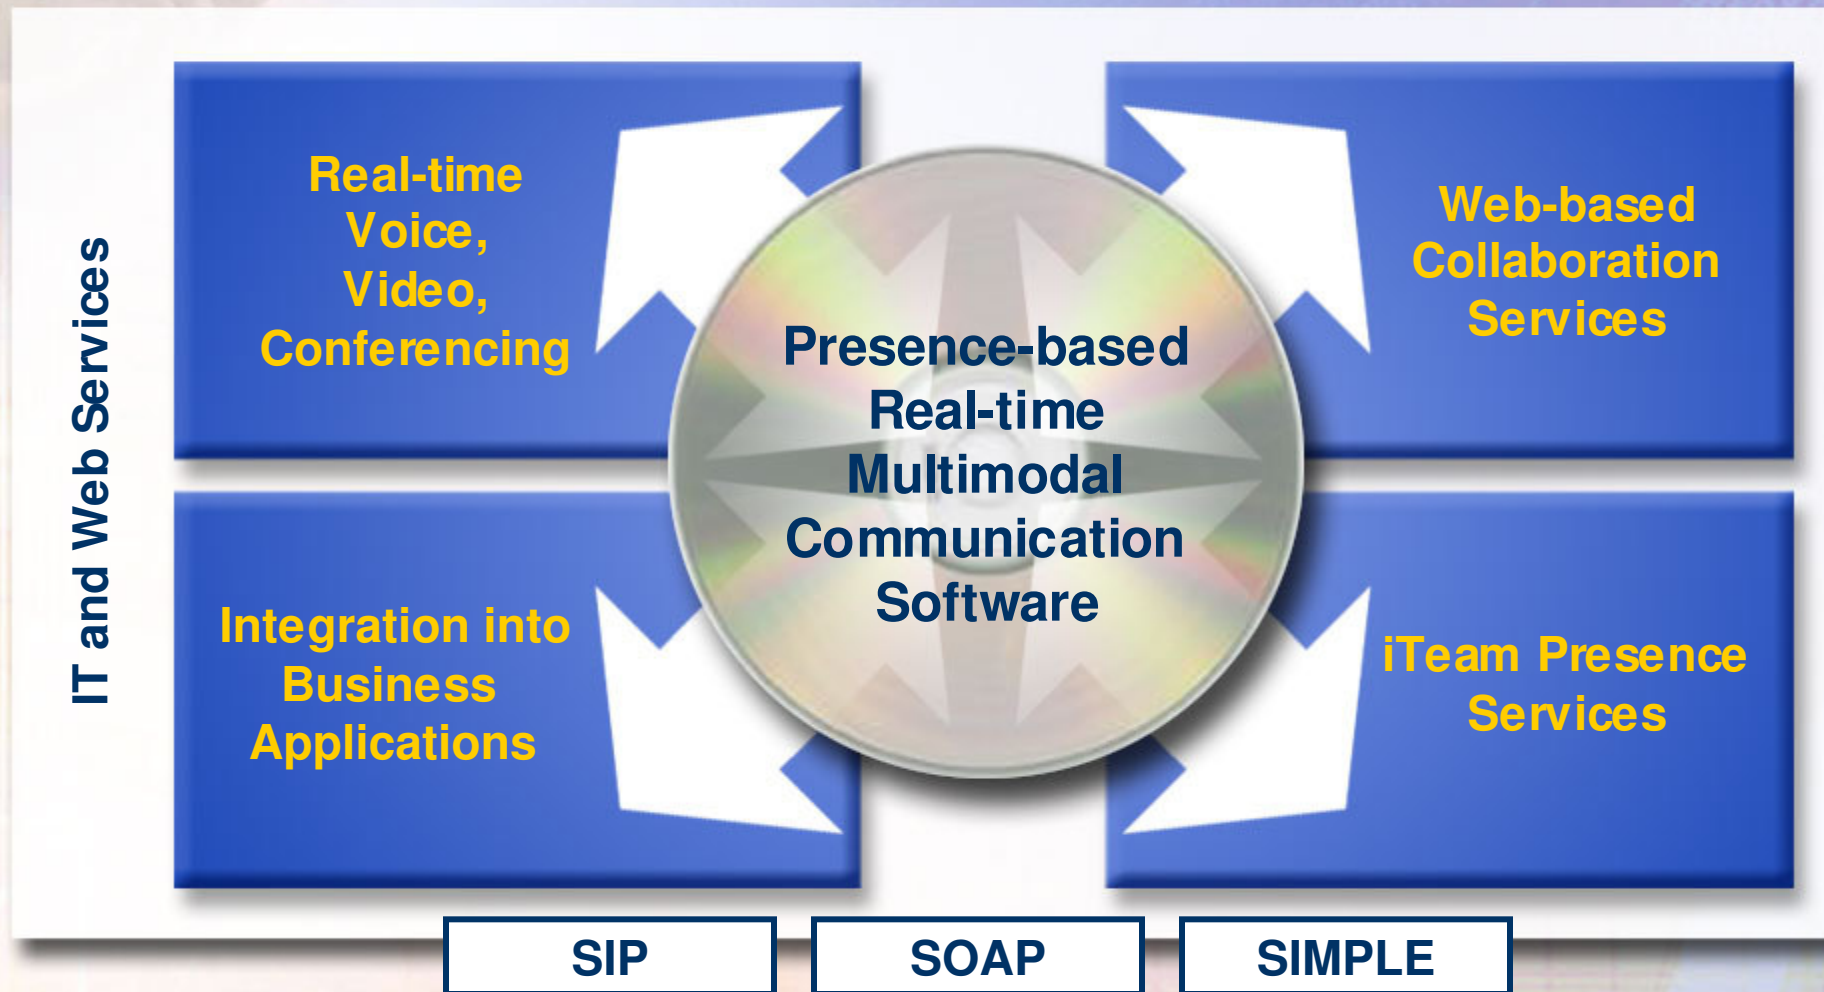 IT and Web Services
Real-time
Voice,
Video,
Conferencing
Web-based
Collaboration
Services
Presence-based
Real-time
Multimodal
Communication
Software
Integration into
Business
Applications
iTeam Presence
Services
SIP
SOAP
SIMPLE